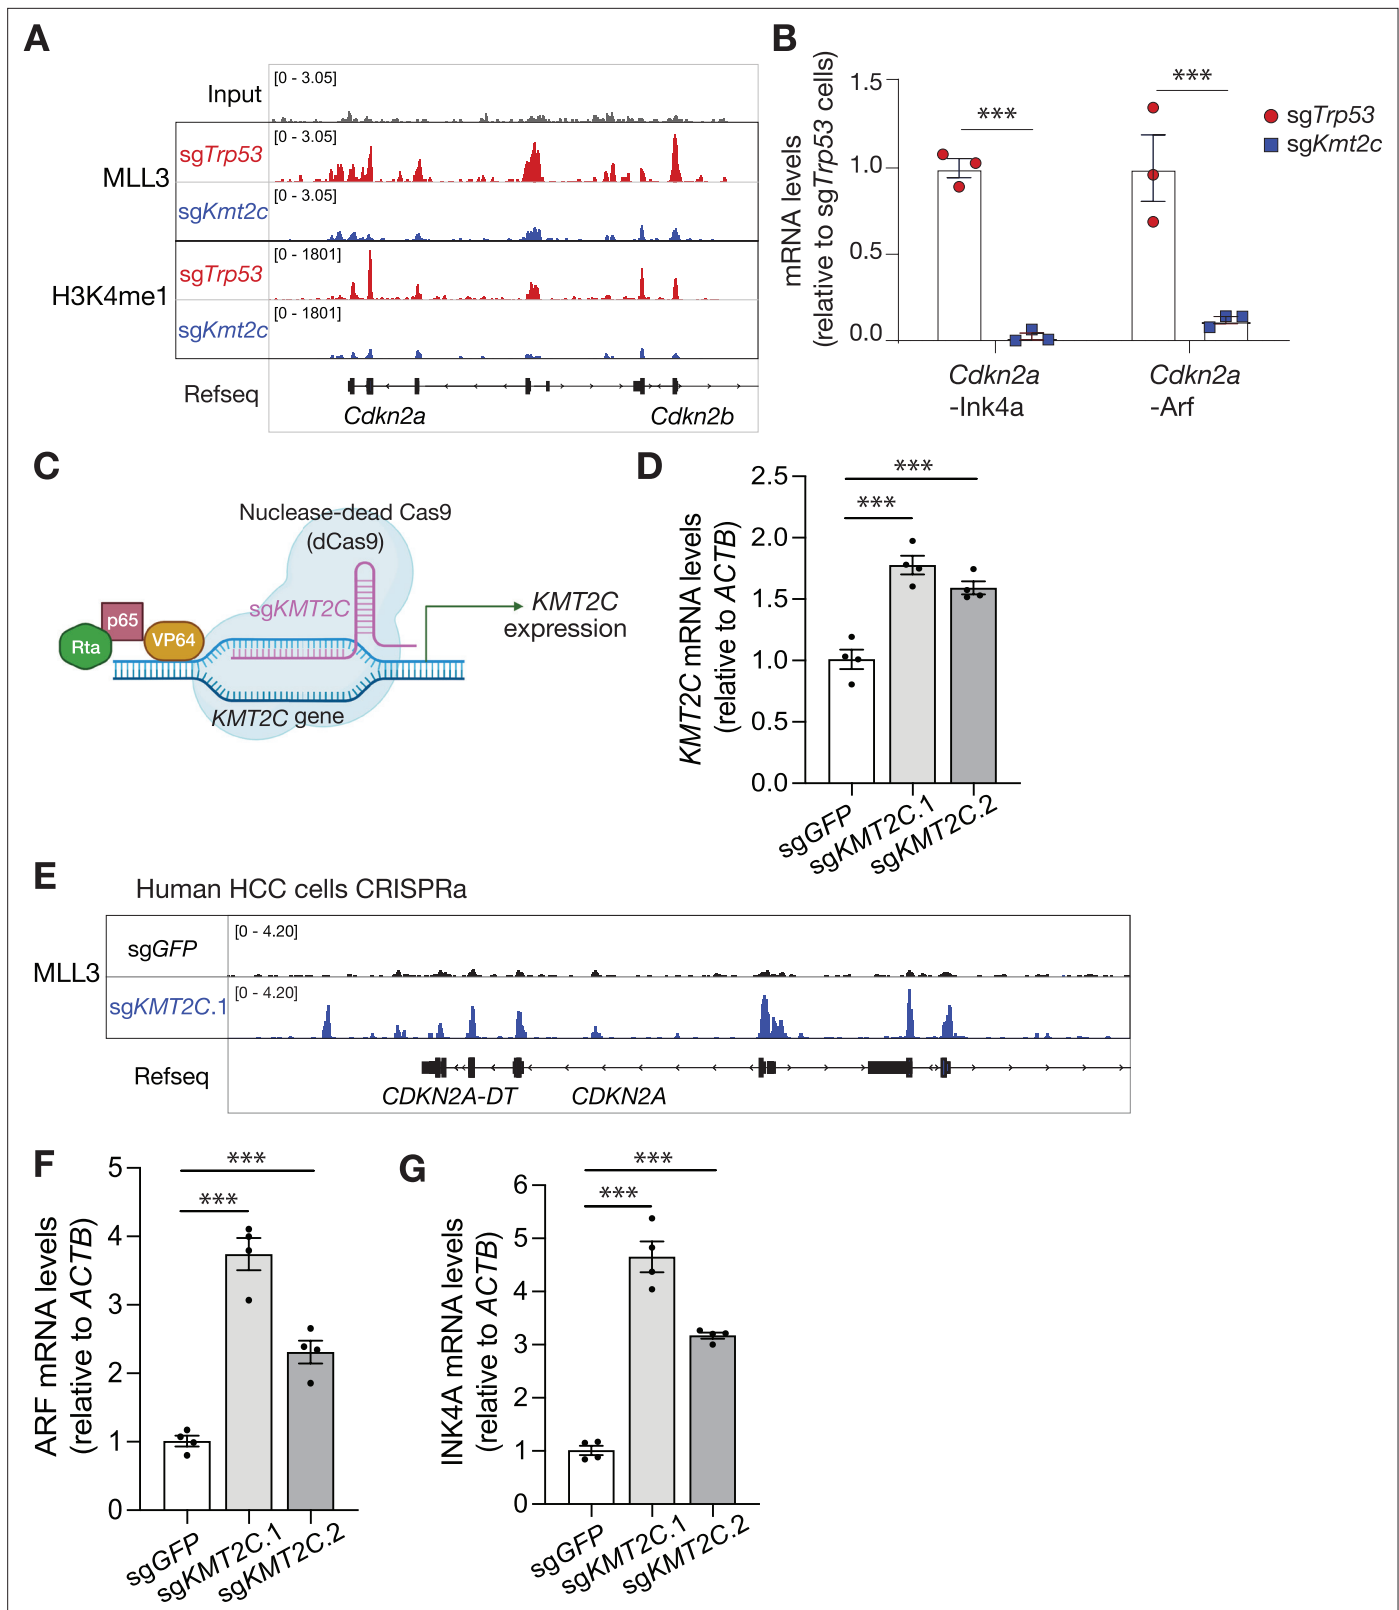 A
Input
[0 - 3.05]
MLL3
sgTrp53
[0 - 3.05]
sgKmt2c
[0 - 3.05]
H3K4me1
sgTrp53
[0 - 1801]
sgKmt2c
[0 - 1801]
Refseq
Cdkn2a
Cdkn2b
B
mRNA levels
(relative to sgTrp53 cells)
1.5
1.0
0.5
0.0
***
***
sgTrp53
sgKmt2c
Cdkn2a
-Ink4a
Cdkn2a
-Arf
C
Nuclease-dead Cas9
(dCas9)
sgKMT2C
p65
Rta
VP64
KMT2C
expression
KMT2C gene
D
KMT2C mRNA levels
(relative to ACTB)
2.5
2.0
1.5
1.0
0.5
0.0
***
***
sgGFP
sgKMT2C.1
sgKMT2C.2
E
Human HCC cells CRISPRa
MLL3
sgGFP
[0 - 4.20]
sgKMT2C.1
[0 - 4.20]
Refseq
CDKN2A-DT
CDKN2A
F
ARF mRNA levels
(relative to ACTB)
5
4
3
2
1
0
***
***
sgGFP
sgKMT2C.1
sgKMT2C.2
G
INK4A mRNA levels
(relative to ACTB)
6
5
4
3
2
1
0
***
***
sgGFP
sgKMT2C.1
sgKMT2C.2